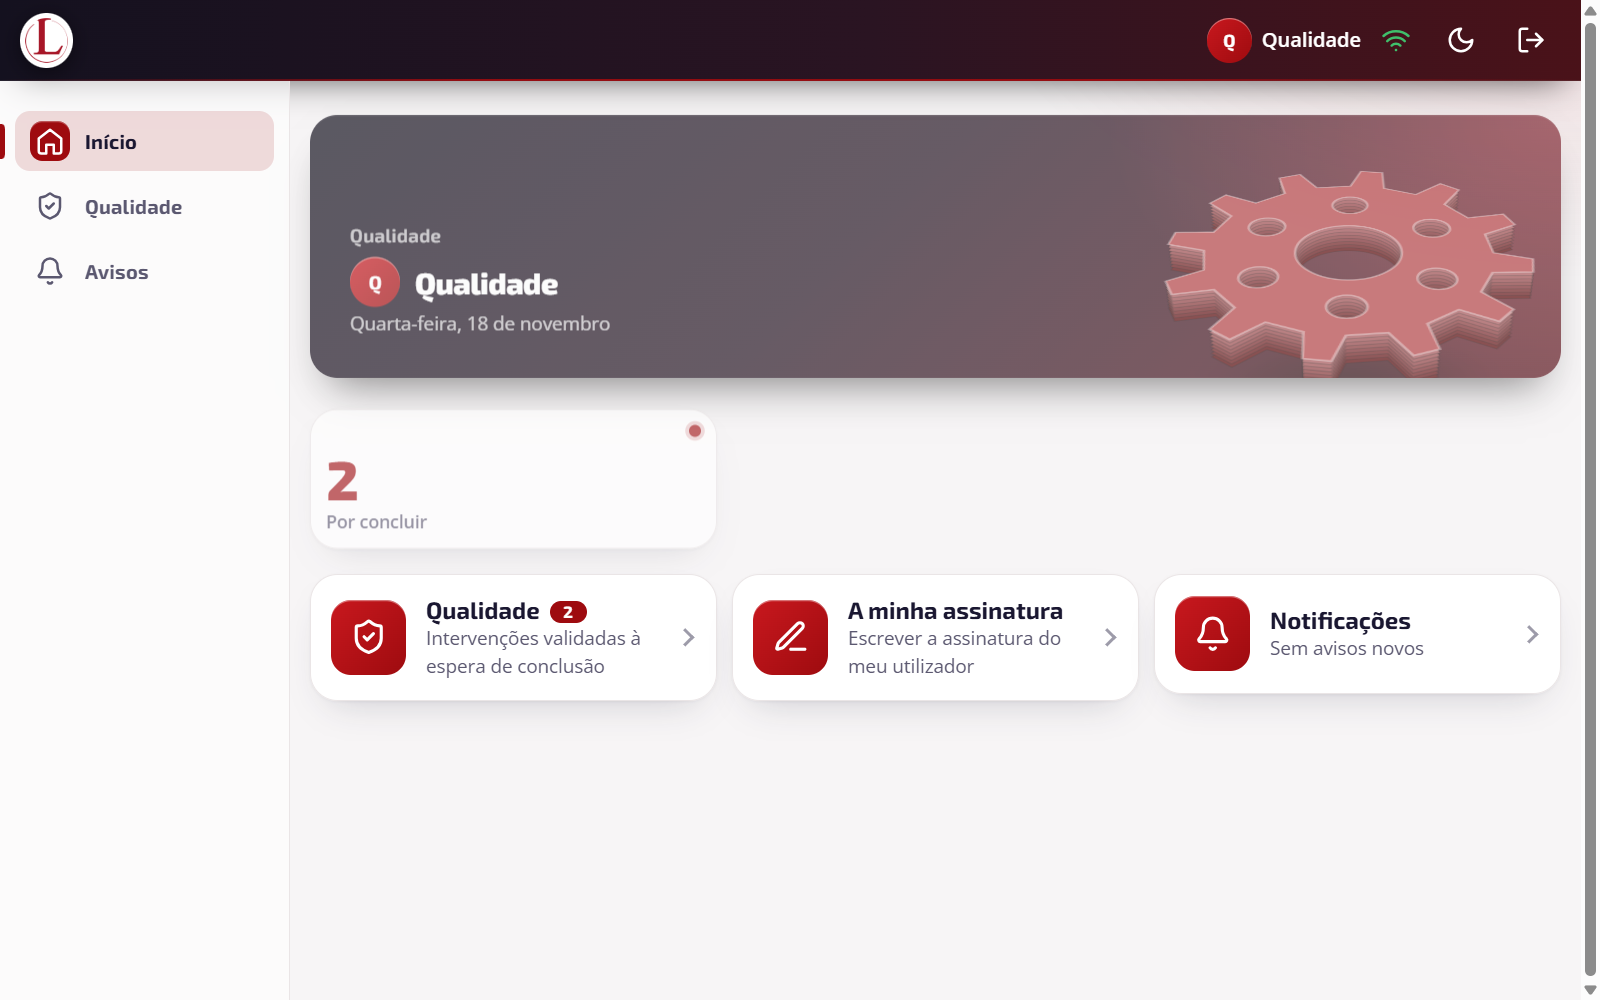 L
Q Qualidade
Início
Qualidade
Avisos
Qualidade
Q Qualidade
Quarta-feira, 18 de novembro
2
Por concluir
Qualidade 2
Intervenções validadas à
espera de conclusão
A minha assinatura
Escrever a assinatura do
meu utilizador
Notificações
Sem avisos novos